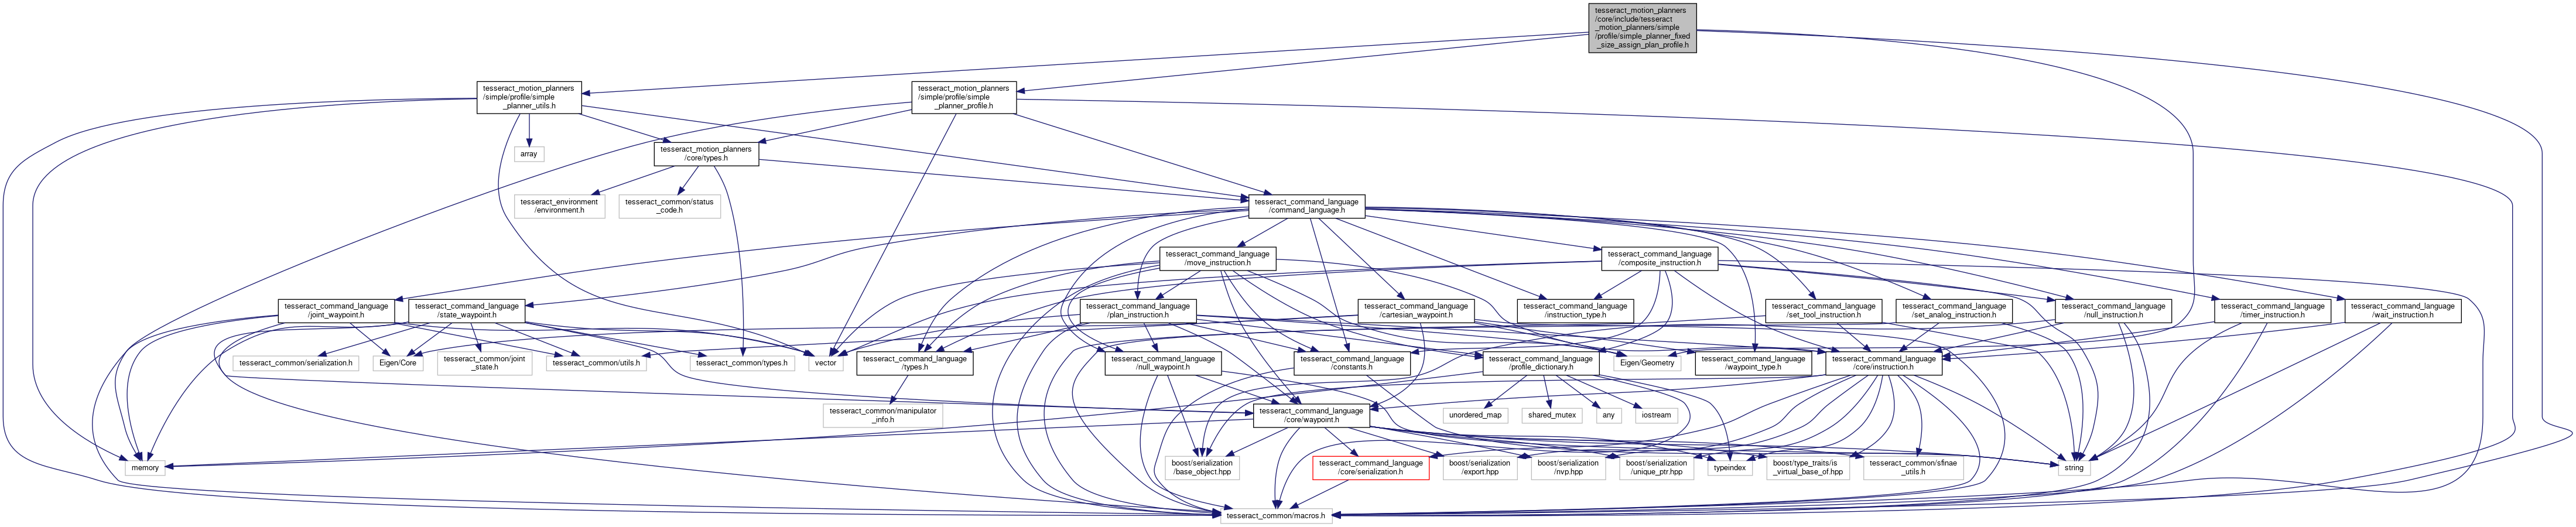 tesseract_motion_planners
/core/include/tesseract
_motion_planners/simple
/profile/simple_planner_fixed
_size_assign_plan_profile.h
tesseract_motion_planners
/simple/profile/simple
_planner_utils.h
tesseract_motion_planners
/simple/profile/simple
_planner_profile.h
array
tesseract_motion_planners
/core/types.h
tesseract_environment
/environment.h
tesseract_common/status
_code.h
tesseract_command_language
/command_language.h
tesseract_command_language
/move_instruction.h
tesseract_command_language
/composite_instruction.h
tesseract_command_language
/joint_waypoint.h
tesseract_command_language
/state_waypoint.h
tesseract_command_language
/plan_instruction.h
tesseract_command_language
/cartesian_waypoint.h
tesseract_command_language
/instruction_type.h
tesseract_command_language
/set_tool_instruction.h
tesseract_command_language
/set_analog_instruction.h
tesseract_command_language
/null_instruction.h
tesseract_command_language
/timer_instruction.h
tesseract_command_language
/wait_instruction.h
tesseract_common/serialization.h
Eigen/Core
tesseract_common/joint
_state.h
tesseract_common/utils.h
tesseract_common/types.h
vector
tesseract_command_language
/types.h
tesseract_command_language
/null_waypoint.h
tesseract_command_language
/constants.h
tesseract_command_language
/profile_dictionary.h
Eigen/Geometry
tesseract_command_language
/waypoint_type.h
tesseract_command_language
/core/instruction.h
tesseract_common/manipulator
_info.h
tesseract_command_language
/core/waypoint.h
unordered_map
shared_mutex
any
iostream
memory
boost/serialization
/base_object.hpp
tesseract_command_language
/core/serialization.h
boost/serialization
/export.hpp
boost/serialization
/nvp.hpp
boost/serialization
/unique_ptr.hpp
typeindex
boost/type_traits/is
_virtual_base_of.hpp
tesseract_common/sfinae
_utils.h
string
tesseract_common/macros.h